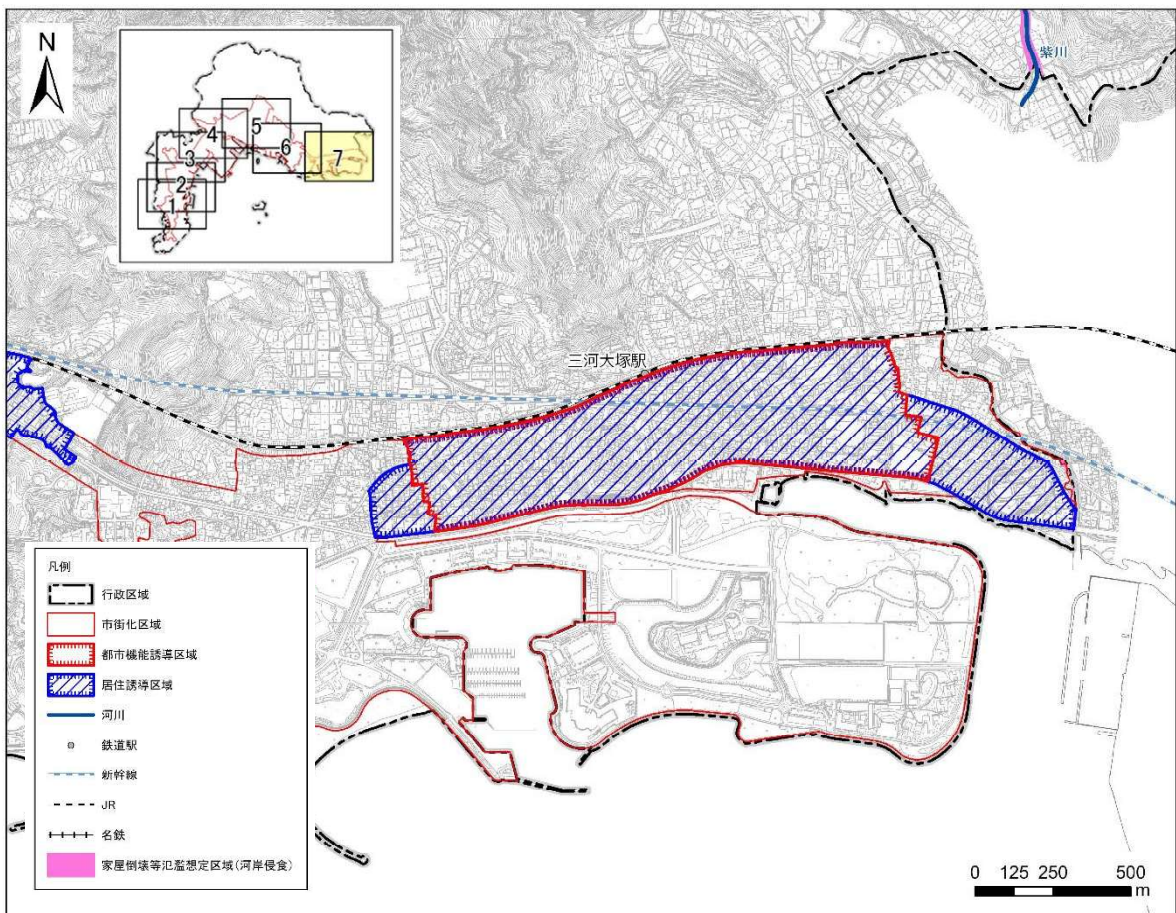 N
1
2
3
4
5
6
7
紫川
三河大塚駅
凡例
行政区域
市街化区域
都市機能誘導区域
居住誘導区域
河川
鉄道駅
新幹線
JR
名鉄
家屋倒壊等氾濫想定区域(河岸侵食)
0 125 250 500
m